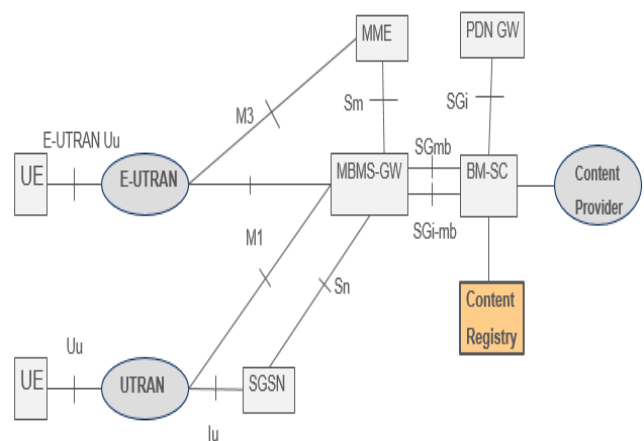 MME
PDN GW
M3
Sm
SGi
E-UTRAN Uu
SGmb
UE
E-UTRAN
MBMS-GW
BM-SC
Content
Provider
SGi-mb
M1
Sn
Content
Registry
Uu
UE
UTRAN
SGSN
Iu